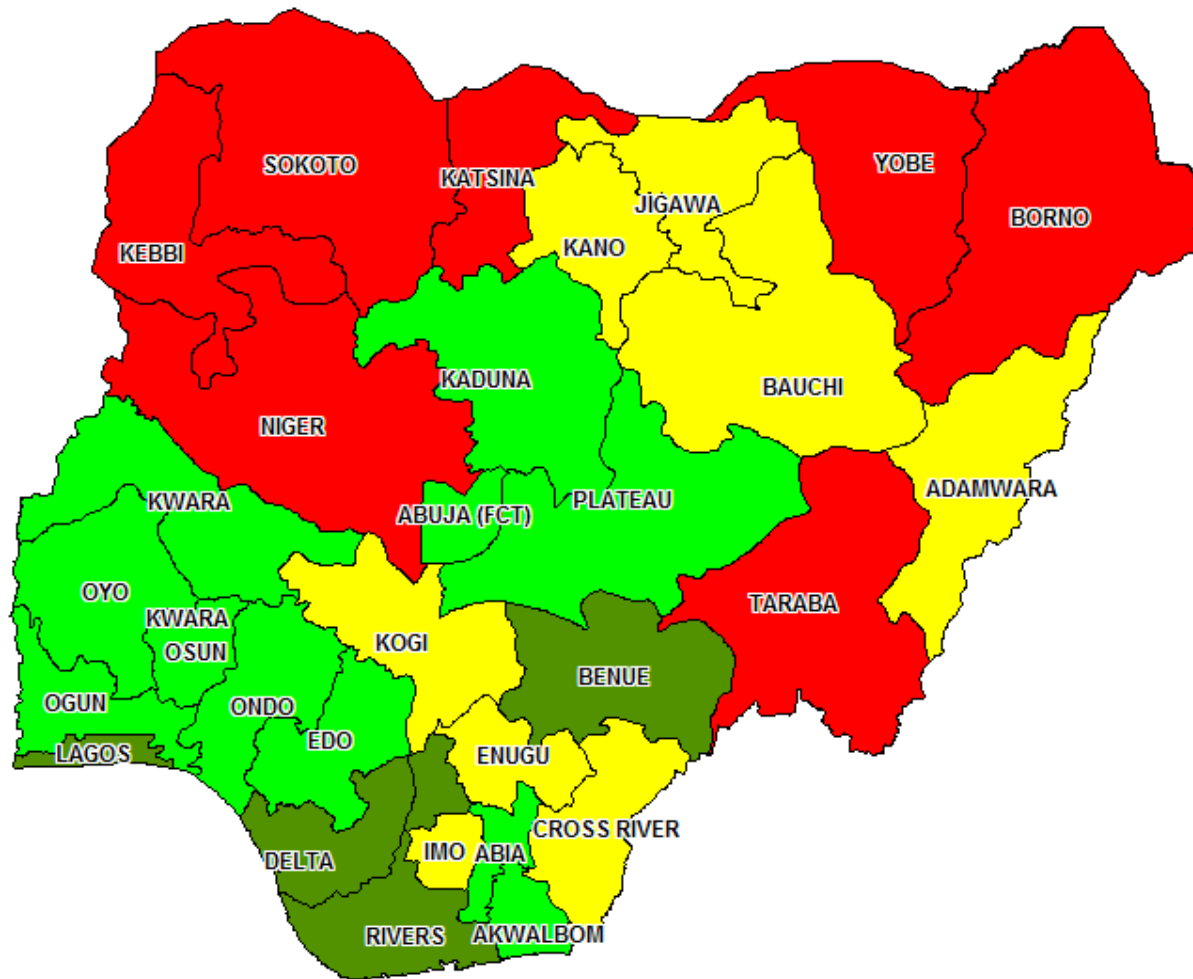 SOKOTO
KATSINA
YOBE
JIGAWA
BORNO
KEBBI
KANO
KADUNA
BAUCHI
NIGER
ADAMWARA
KWARA
ABUJA (FCT)
PLATEAU
OYO
TARABA
KWARA
KOGI
OSUN
BENUE
OGUN
ONDO
EDO
LAGOS
ENUGU
CROSS RIVER
DELTA
IMO
ABIA
RIVERS
AKWALBOM